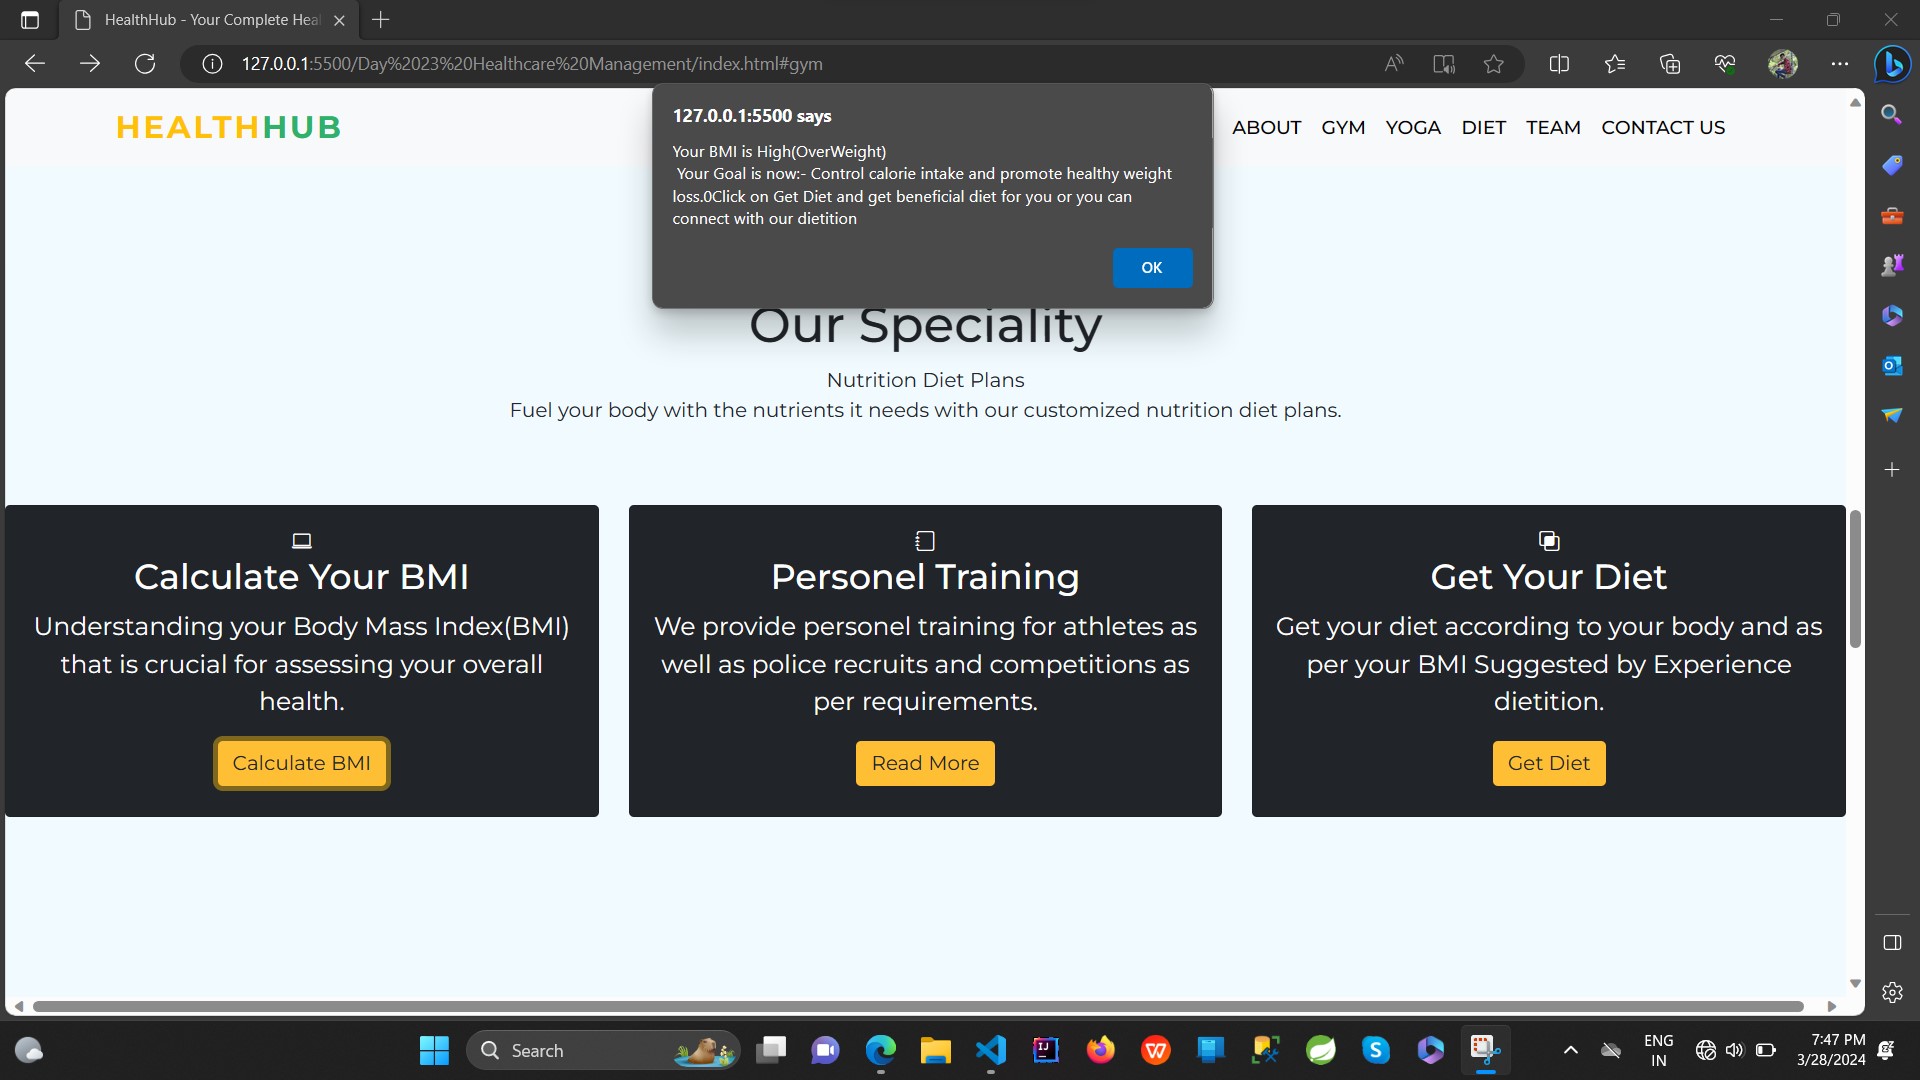 HealthHub - Your Complete Heal
127.0.0.1:5500/Day%2023%20Healthcare%20Management/index.html#gym
HEALTHHUB
ABOUT GYM YOGA DIET TEAM CONTACT US
127.0.0.1:5500 says
Your BMI is High(OverWeight)
Your Goal is now:- Control calorie intake and promote healthy weight
loss.0Click on Get Diet and get beneficial diet for you or you can
connect with our dietition
OK
Our Speciality
Nutrition Diet Plans
Fuel your body with the nutrients it needs with our customized nutrition diet plans.
Calculate Your BMI
Understanding your Body Mass Index(BMI)
that is crucial for assessing your overall
health.
Calculate BMI
Personel Training
We provide personel training for athletes as
well as police recruits and competitions as
per requirements.
Read More
Get Your Diet
Get your diet according to your body and as
per your BMI Suggested by Experience
dietition.
Get Diet
Search
ENG
IN
7:47 PM
3/28/2024